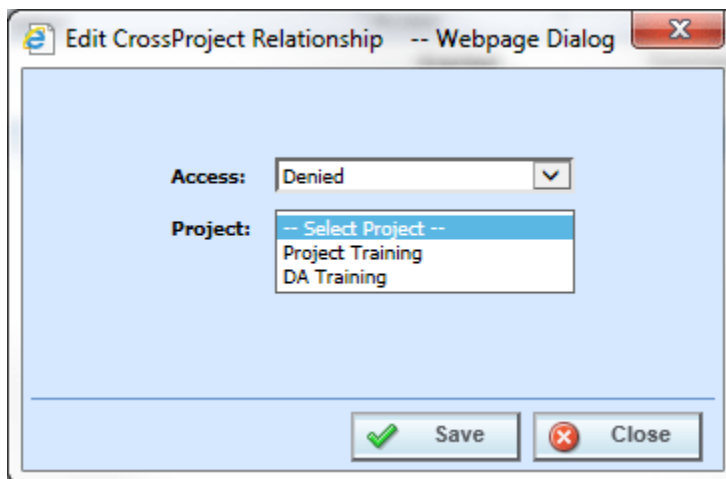 Edit CrossProject Relationship -- Webpage Dialog
Access: Denied
Project: -- Select Project --
Project Training
DA Training
Save Close